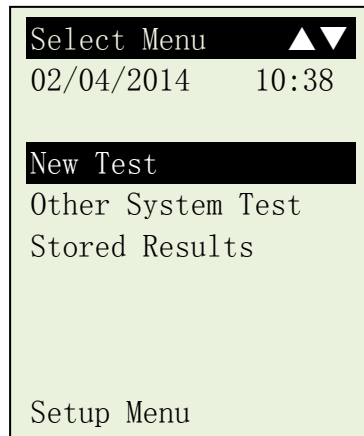 Select Menu ▲▼
02/04/2014 10:38
New Test
Other System Test
Stored Results
Setup Menu